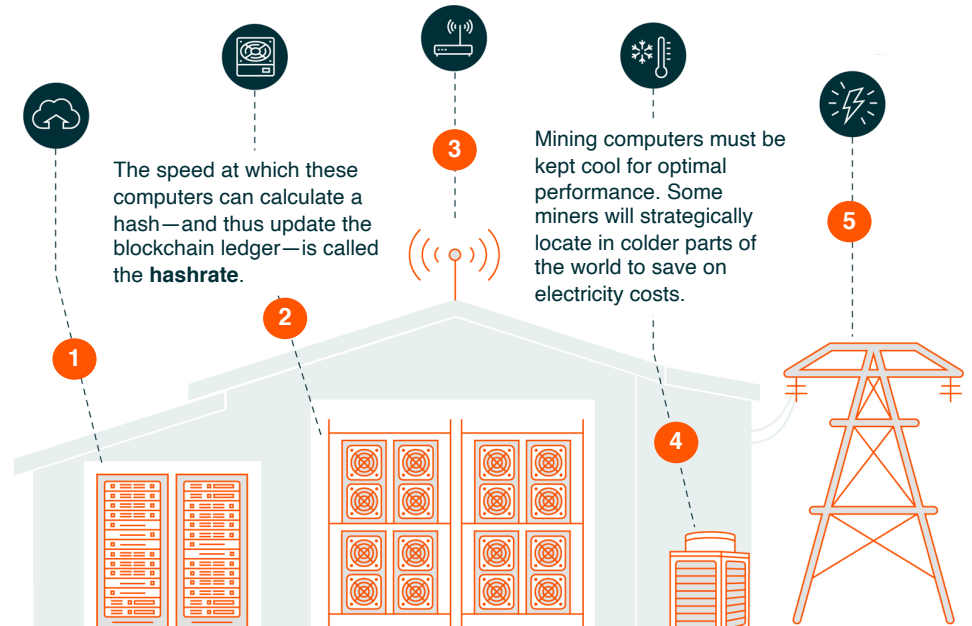 The speed at which these
computers can calculate a
hash—and thus update the
blockchain ledger—is called
the hashrate.
Mining computers must be
kept cool for optimal
performance. Some
miners will strategically
locate in colder parts of
the world to save on
electricity costs.
1
2
3
4
5